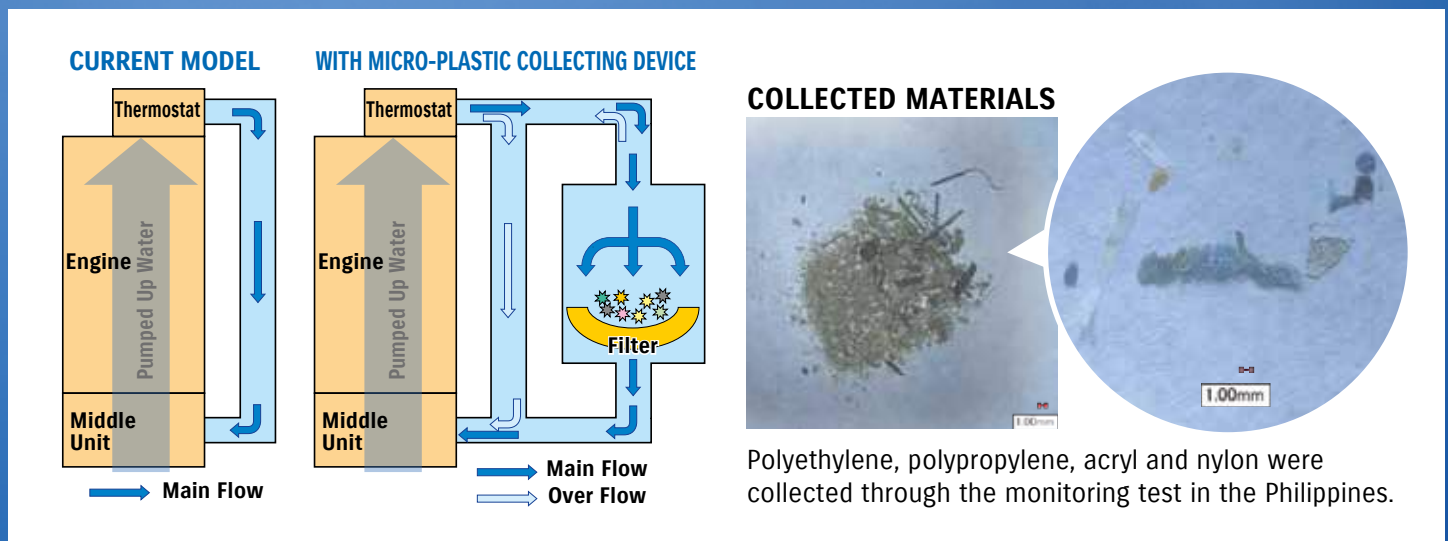 CURRENT MODEL
Thermostat
Engine
Pumped Up Water
Middle
Unit
Main Flow
WITH MICRO-PLASTIC COLLECTING DEVICE
Thermostat
Engine
Pumped Up Water
Filter
Middle
Unit
Main Flow
Over Flow
COLLECTED MATERIALS
1.00mm
1.00mm
Polyethylene, polypropylene, acryl and nylon were
collected through the monitoring test in the Philippines.